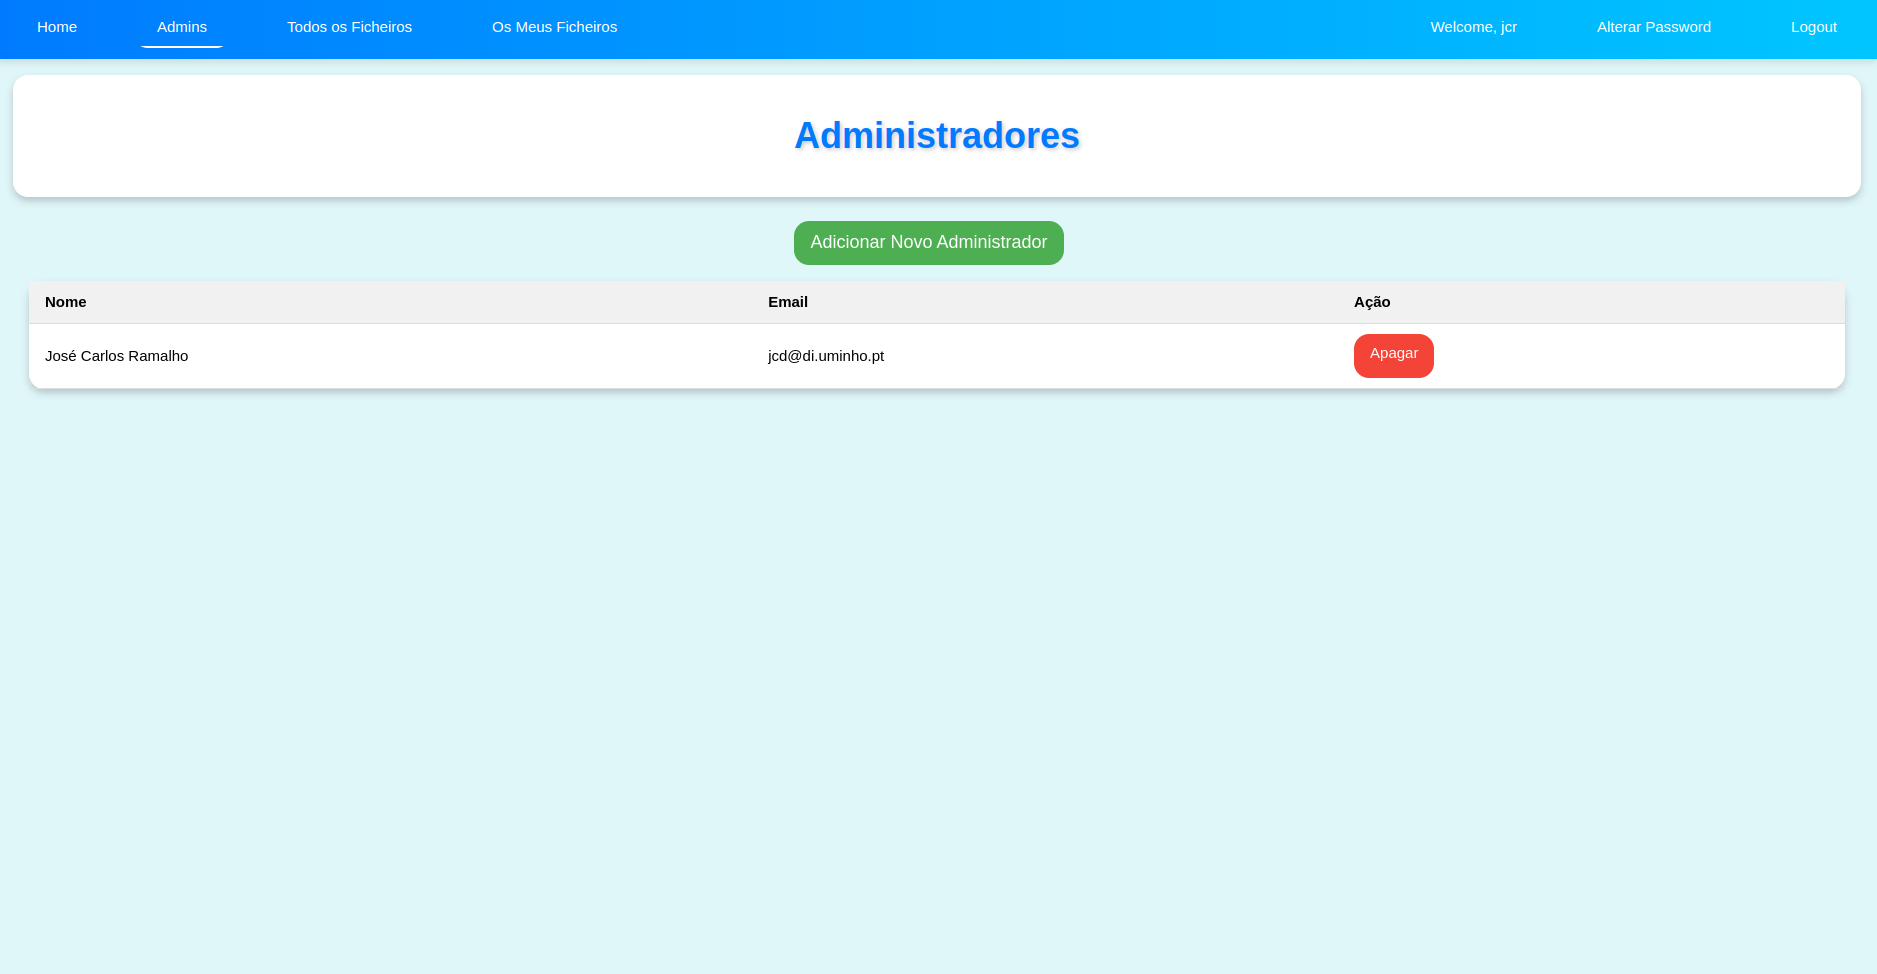 Home Admins Todos os Ficheiros Os Meus Ficheiros Welcome, jcr Alterar Password Logout
Administradores
Adicionar Novo Administrador
Nome Email Ação
José Carlos Ramalho jcd@di.uminho.pt Apagar